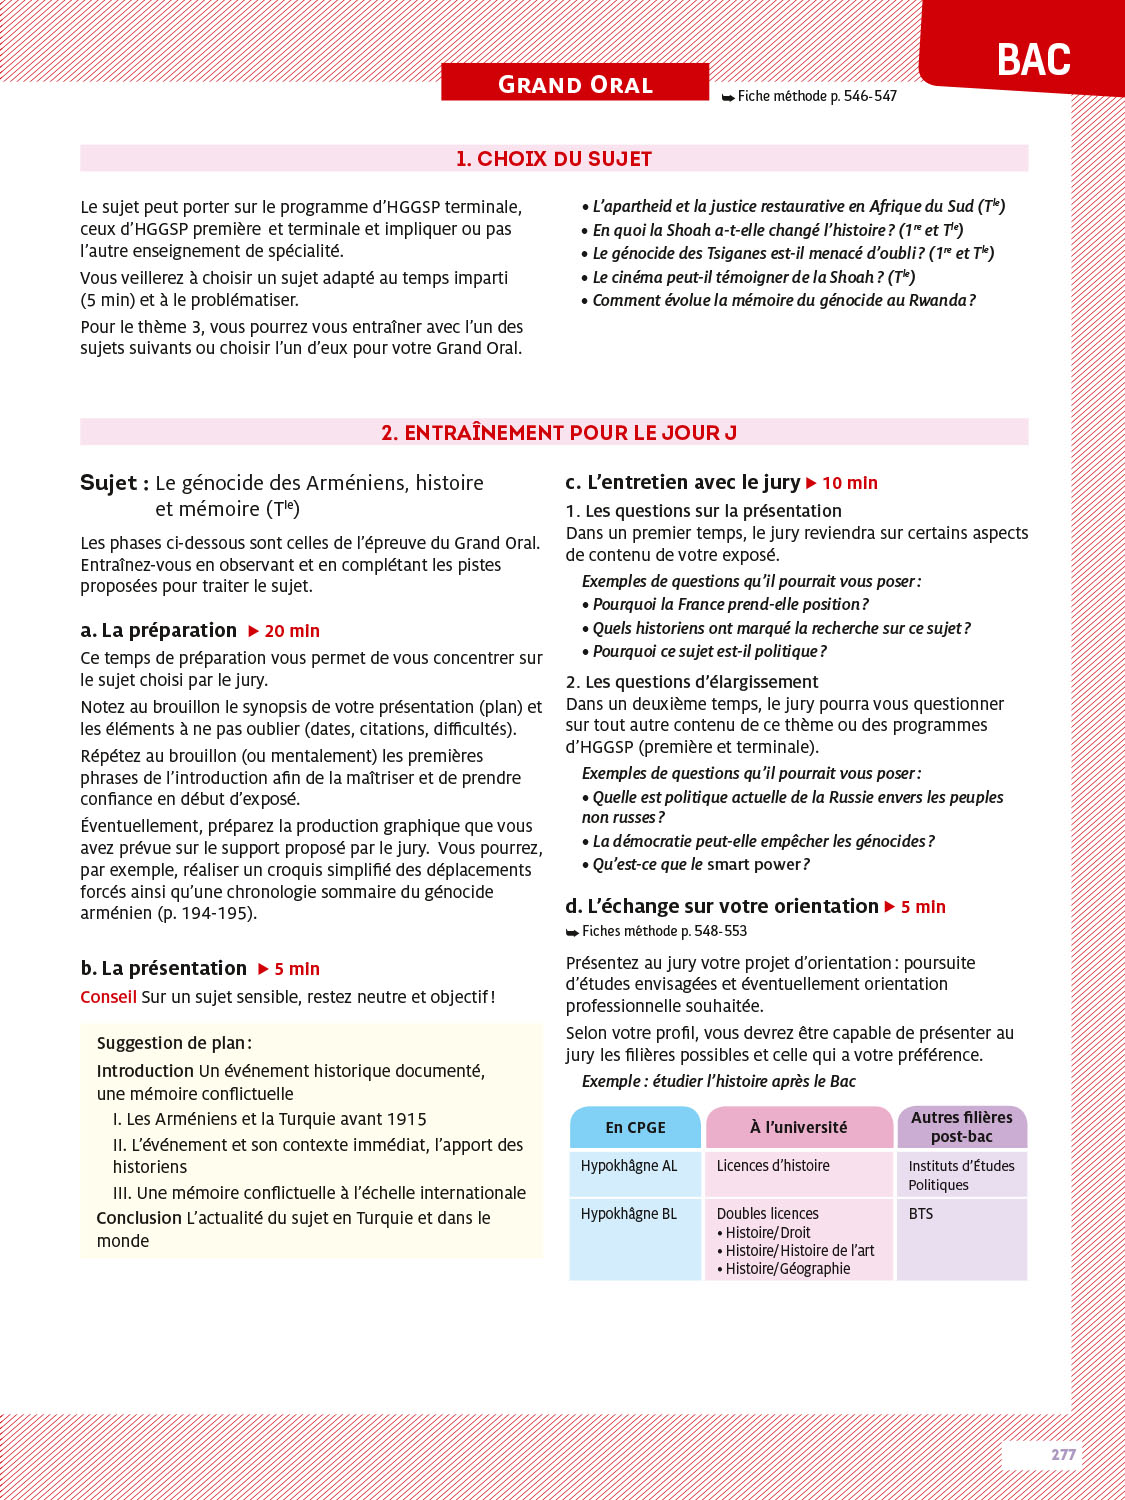 BAC
GRAND ORAL
➥ Fiche méthode p. 546-547
1. CHOIX DU SUJET
Le sujet peut porter sur le programme d’HGGSP terminale,
ceux d’HGGSP première et terminale et impliquer ou pas
l’autre enseignement de spécialité.
Vous veillerez à choisir un sujet adapté au temps imparti
(5 min) et à le problématiser.
Pour le thème 3, vous pourrez vous entraîner avec l’un des
sujets suivants ou choisir l’un d’eux pour votre Grand Oral.
• L’apartheid et la justice restaurative en Afrique du Sud (Tle)
• En quoi la Shoah a-t-elle changé l’histoire ? (1re et Tle)
• Le génocide des Tsiganes est-il menacé d’oubli ? (1re et Tle)
• Le cinéma peut-il témoigner de la Shoah ? (Tle)
• Comment évolue la mémoire du génocide au Rwanda ?
2. ENTRAÎNEMENT POUR LE JOUR J
Sujet : Le génocide des Arméniens, histoire
et mémoire (Tle)
Les phases ci-dessous sont celles de l’épreuve du Grand Oral.
Entraînez-vous en observant et en complétant les pistes
proposées pour traiter le sujet.
a. La préparation ▶ 20 min
Ce temps de préparation vous permet de vous concentrer sur
le sujet choisi par le jury.
Notez au brouillon le synopsis de votre présentation (plan) et
les éléments à ne pas oublier (dates, citations, difficultés).
Répétez au brouillon (ou mentalement) les premières
phrases de l’introduction afin de la maîtriser et de prendre
confiance en début d’exposé.
Éventuellement, préparez la production graphique que vous
avez prévue sur le support proposé par le jury. Vous pourrez,
par exemple, réaliser un croquis simplifié des déplacements
forcés ainsi qu’une chronologie sommaire du génocide
arménien (p. 194-195).
b. La présentation ▶ 5 min
Conseil Sur un sujet sensible, restez neutre et objectif !
Suggestion de plan :
Introduction Un événement historique documenté,
une mémoire conflictuelle
I. Les Arméniens et la Turquie avant 1915
II. L’événement et son contexte immédiat, l’apport des
historiens
III. Une mémoire conflictuelle à l’échelle internationale
Conclusion L’actualité du sujet en Turquie et dans le
monde
c. L’entretien avec le jury ▶ 10 min
1. Les questions sur la présentation
Dans un premier temps, le jury reviendra sur certains aspects
de contenu de votre exposé.
Exemples de questions qu’il pourrait vous poser :
• Pourquoi la France prend-elle position ?
• Quels historiens ont marqué la recherche sur ce sujet ?
• Pourquoi ce sujet est-il politique ?
2. Les questions d’élargissement
Dans un deuxième temps, le jury pourra vous questionner
sur tout autre contenu de ce thème ou des programmes
d’HGGSP (première et terminale).
Exemples de questions qu’il pourrait vous poser :
• Quelle est politique actuelle de la Russie envers les peuples
non russes ?
• La démocratie peut-elle empêcher les génocides ?
• Qu’est-ce que le smart power ?
d. L’échange sur votre orientation ▶ 5 min
➥ Fiches méthode p. 548-553
Présentez au jury votre projet d’orientation : poursuite
d’études envisagées et éventuellement orientation
professionnelle souhaitée.
Selon votre profil, vous devrez être capable de présenter au
jury les filières possibles et celle qui a votre préférence.
Exemple : étudier l’histoire après le Bac
En CPGE
À l’université
Autres filières
post-bac
Hypokhâgne AL
Licences d’histoire
Instituts d’Études
Politiques
Hypokhâgne BL
Doubles licences
• Histoire/Droit
• Histoire/Histoire de l’art
• Histoire/Géographie
BTS
277